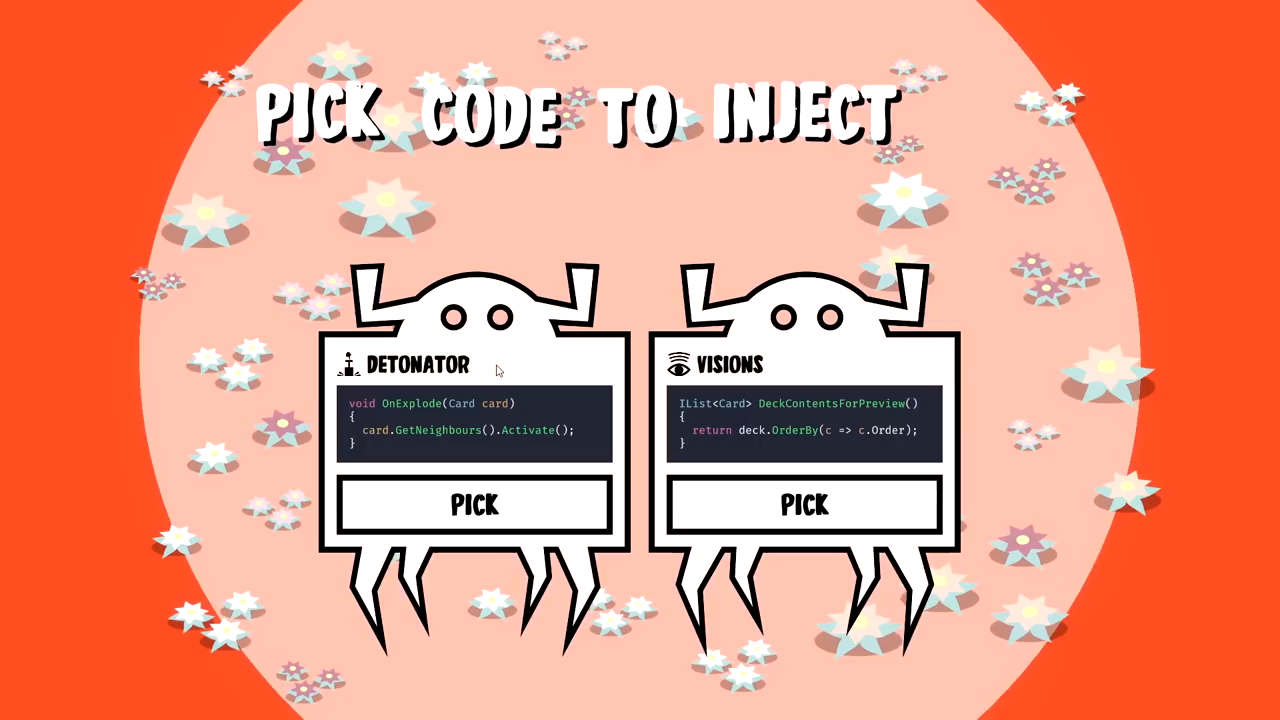 PICK CODE TO INJECT
DETONATOR
void OnExplode(Card card)
{
  card.GetNeighbours().Activate();
}
PICK
VISIONS
IList<Card> DeckContentsForPreview()
{
  return deck.OrderBy(c => c.Order);
}
PICK